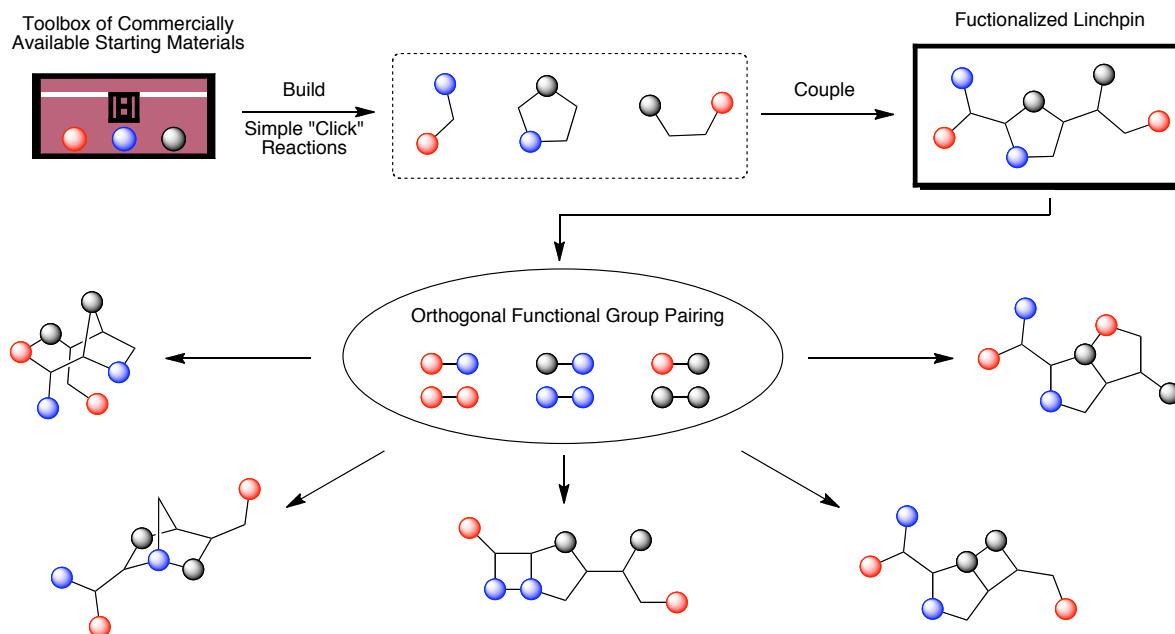 Toolbox of Commercially
Available Starting Materials
Build
Simple "Click"
Reactions
Couple
Fuctionalized Linchpin
Orthogonal Functional Group Pairing